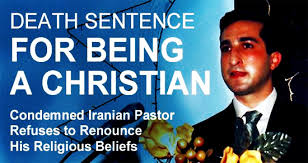 DEATH SENTENCE
FOR BEING
A CHRISTIAN
Condemned Iranian Pastor
Refuses to Renounce
His Religious Beliefs